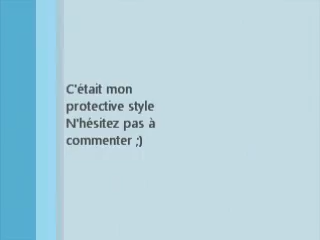 C'était mon
protective style
N'hésitez pas à
commenter ;)